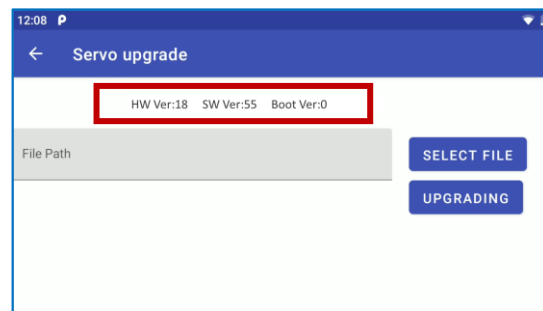 12:08
Servo upgrade
HW Ver:18 SW Ver:55 Boot Ver:0
File Path
SELECT FILE
UPGRADING